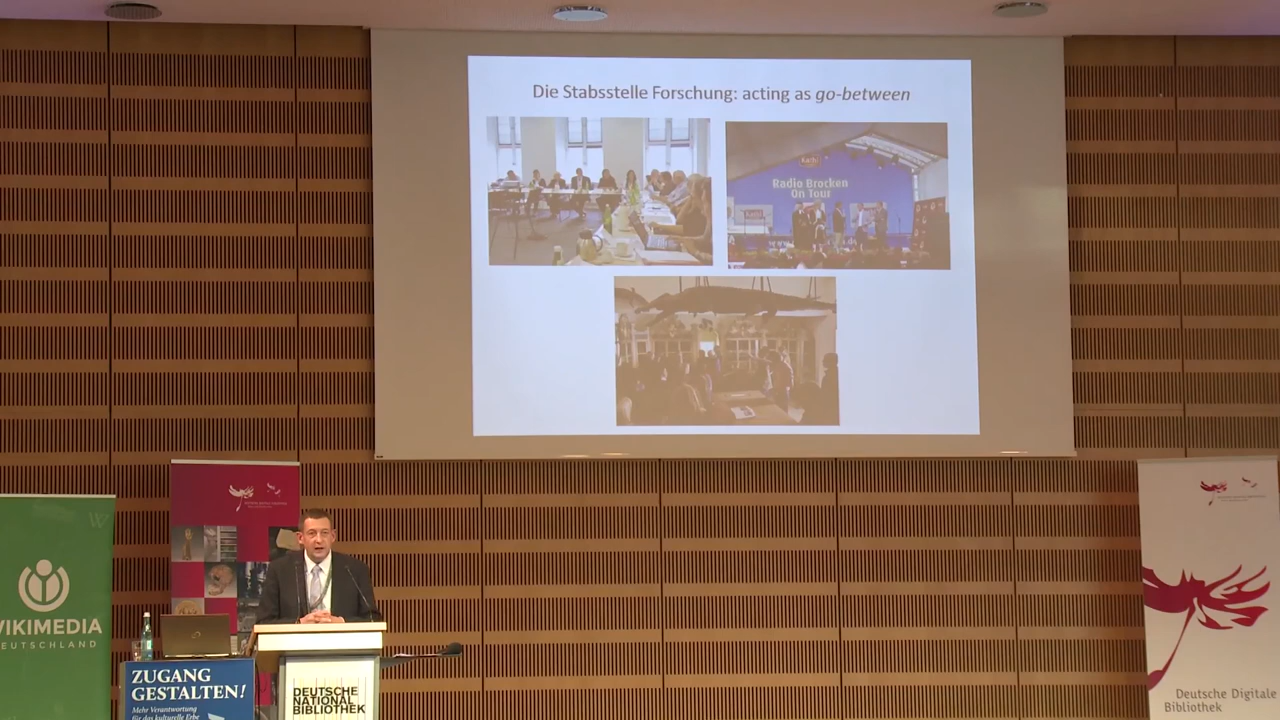 Die Stabsstelle Forschung: acting as go-between
Kathi
Radio Brocken
On Tour
WIKIMEDIA
DEUTSCHLAND
ZUGANG
GESTALTEN!
Mehr Verantwortung
für das kulturelle Erbe
DEUTSCHE
NATIONAL
BIBLIOTHEK
Deutsche Digitale
Bibliothek